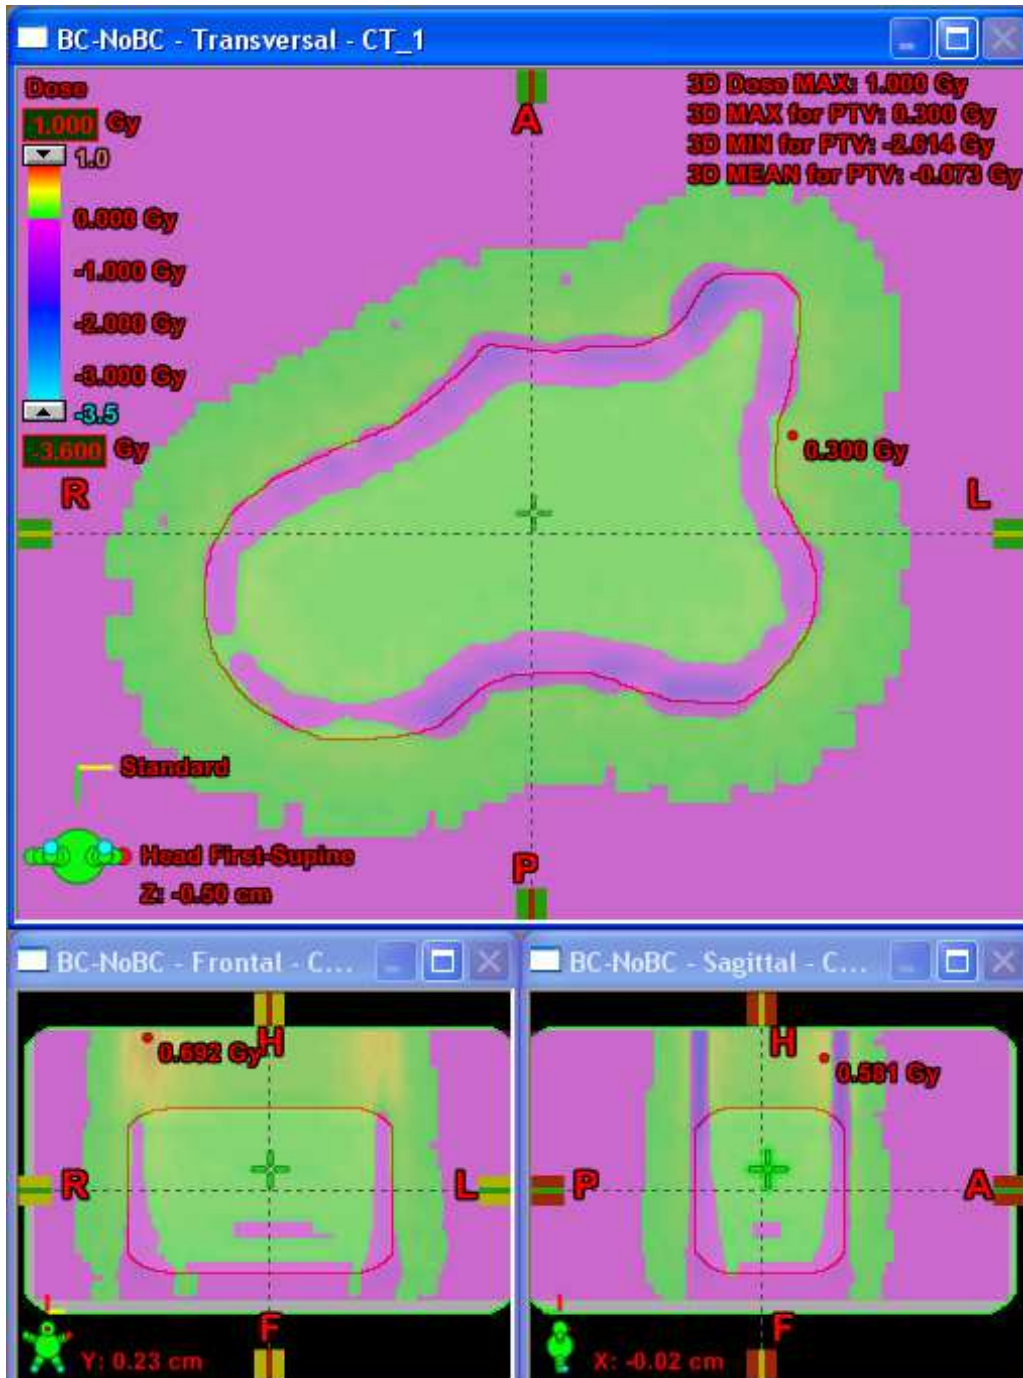 BC-NoBC - Transversal - CT_1
Dose
1.000 Gy
1.0
0.000 Gy
-1.000 Gy
-2.000 Gy
-3.000 Gy
-3.5
-3.600 Gy
A
3D Dose MAX: 1.000 Gy
3D MAX for PTV: 0.300 Gy
3D MIN for PTV: -2.614 Gy
3D MEAN for PTV: -0.073 Gy
0.300 Gy
R
L
Standard
Head First-Supine
Z: -0.50 cm
P
BC-NoBC - Frontal - C...
H
0.692 Gy
R
L
F
Y: 0.23 cm
BC-NoBC - Sagittal - C...
H
0.581 Gy
P
A
F
X: -0.02 cm